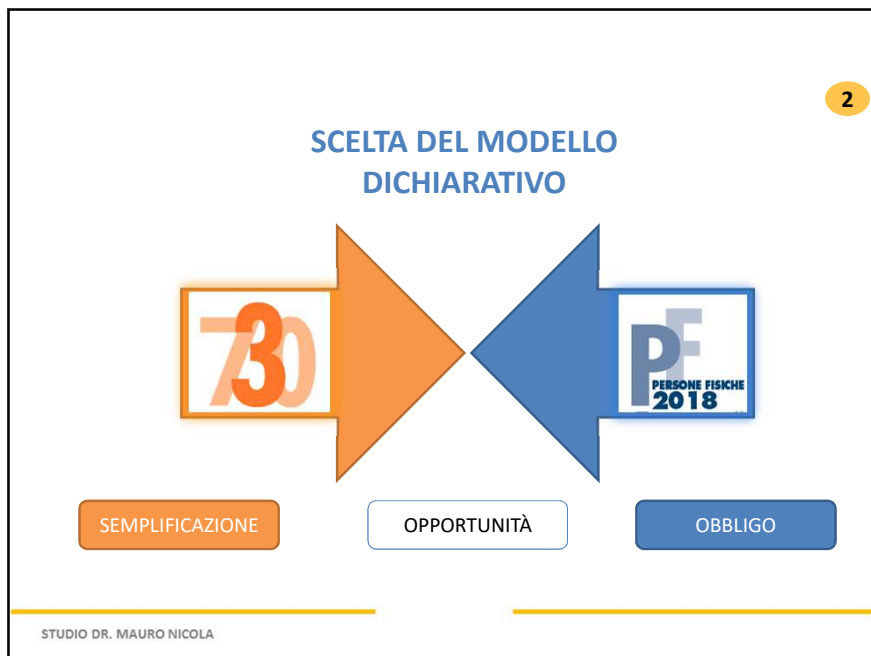 2
SCELTA DEL MODELLO
DICHIARATIVO
730
PF
PERSONE FISICHE
2018
SEMPLIFICAZIONE
OPPORTUNITÀ
OBBLIGO
STUDIO DR. MAURO NICOLA